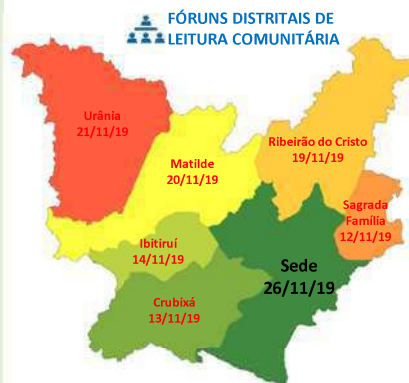 FÓRUNS DISTRITAIS DE
LEITURA COMUNITÁRIA
Urânia
21/11/19
Ribeirão do Cristo
19/11/19
Matilde
20/11/19
Sagrada
Família
12/11/19
Ibitiruí
14/11/19
Sede
26/11/19
Crubixá
13/11/19